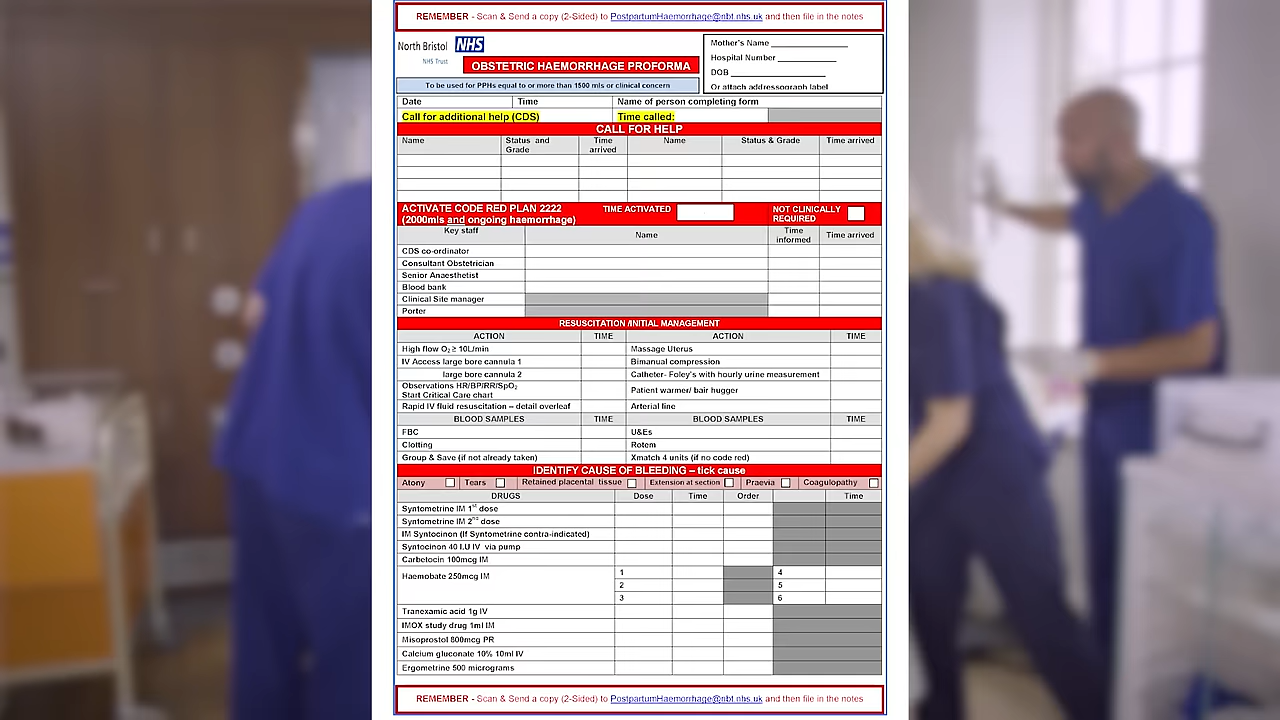 REMEMBER - Scan & Send a copy (2-Sided) to PostpartumHaemorrhage@nbt.nhs.uk and then file in the notes
North Bristol NHS
NHS Trust
OBSTETRIC HAEMORRHAGE PROFORMA
To be used for PPHs equal to or more than 1500 mls or clinical concern
Mother's Name
Hospital Number
DOB
Or attach addressograph label
Date Time Name of person completing form
Call for additional help (CDS) Time called:
CALL FOR HELP
Name Status and Grade Time arrived Name Status & Grade Time arrived
ACTIVATE CODE RED PLAN 2222 TIME ACTIVATED NOT CLINICALLY
(2000mls and ongoing haemorrhage) REQUIRED
Key staff Name Time informed Time arrived
CDS co-ordinator
Consultant Obstetrician
Senior Anaesthetist
Blood bank
Clinical Site manager
Porter
RESUSCITATION /INITIAL MANAGEMENT
ACTION TIME ACTION TIME
High flow O₂ ≥ 10L/min Massage Uterus
IV Access large bore cannula 1 Bimanual compression
large bore cannula 2 Catheter- Foley's with hourly urine measurement
Observations HR/BP/RR/SpO₂
Start Critical Care chart Patient warmer/ bair hugger
Rapid IV fluid resuscitation – detail overleaf Arterial line
BLOOD SAMPLES TIME BLOOD SAMPLES TIME
FBC U&Es
Clotting Rotem
Group & Save (if not already taken) Xmatch 4 units (if no code red)
IDENTIFY CAUSE OF BLEEDING – tick cause
Atony Tears Retained placental tissue Extension at section Praevia Coagulopathy
DRUGS Dose Time Order Time
Syntometrine IM 1st dose
Syntometrine IM 2nd dose
IM Syntocinon (If Syntometrine contra-indicated)
Syntocinon 40 I.U IV via pump
Carbetocin 100mcg IM
Haemobate 250mcg IM 1 4
2 5
3 6
Tranexamic acid 1g IV
IMOX study drug 1ml IM
Misoprostol 800mcg PR
Calcium gluconate 10% 10ml IV
Ergometrine 500 micrograms
REMEMBER - Scan & Send a copy (2-Sided) to PostpartumHaemorrhage@nbt.nhs.uk and then file in the notes